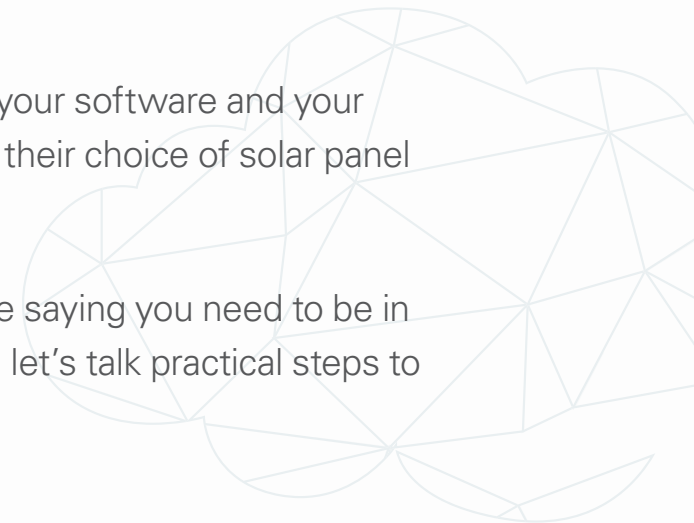 your software and your
their choice of solar panel
saying you need to be in
let’s talk practical steps to